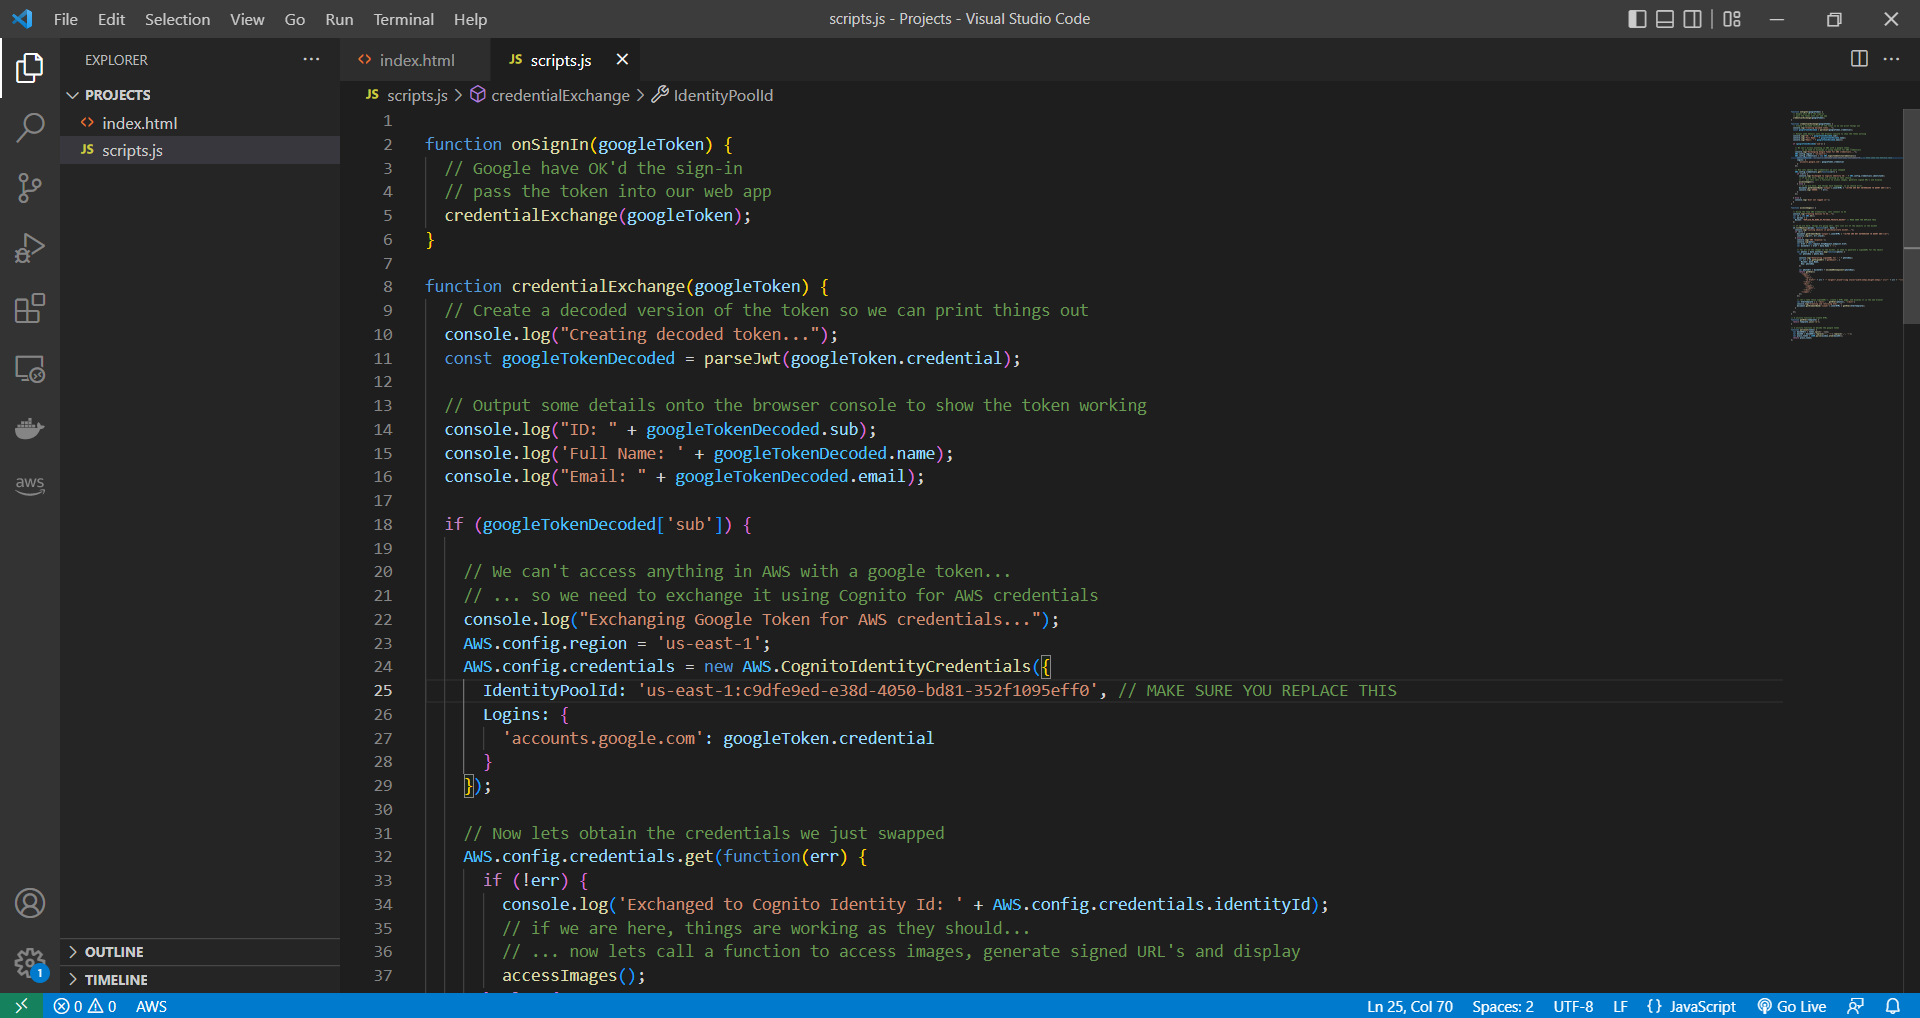 File Edit Selection View Go Run Terminal Help
scripts.js - Projects - Visual Studio Code
EXPLORER
PROJECTS
index.html
JS scripts.js
aws
OUTLINE
TIMELINE
1
index.html
JS scripts.js
JS scripts.js > credentialExchange > IdentityPoolId
1
2 function onSignIn(googleToken) {
3 // Google have OK'd the sign-in
4 // pass the token into our web app
5 credentialExchange(googleToken);
6 }
7
8 function credentialExchange(googleToken) {
9 // Create a decoded version of the token so we can print things out
10 console.log("Creating decoded token...");
11 const googleTokenDecoded = parseJwt(googleToken.credential);
12
13 // Output some details onto the browser console to show the token working
14 console.log("ID: " + googleTokenDecoded.sub);
15 console.log('Full Name: ' + googleTokenDecoded.name);
16 console.log("Email: " + googleTokenDecoded.email);
17
18 if (googleTokenDecoded['sub']) {
19
20 // We can't access anything in AWS with a google token...
21 // ... so we need to exchange it using Cognito for AWS credentials
22 console.log("Exchanging Google Token for AWS credentials...");
23 AWS.config.region = 'us-east-1';
24 AWS.config.credentials = new AWS.CognitoIdentityCredentials({
25 IdentityPoolId: 'us-east-1:c9dfe9ed-e38d-4050-bd81-352f1095eff0', // MAKE SURE YOU REPLACE THIS
26 Logins: {
27 'accounts.google.com': googleToken.credential
28 }
29 });
30
31 // Now lets obtain the credentials we just swapped
32 AWS.config.credentials.get(function(err) {
33 if (!err) {
34 console.log('Exchanged to Cognito Identity Id: ' + AWS.config.credentials.identityId);
35 // if we are here, things are working as they should...
36 // ... now lets call a function to access images, generate signed URL's and display
37 accessImages();
0 0 AWS
Ln 25, Col 70 Spaces: 2 UTF-8 LF {} JavaScript Go Live